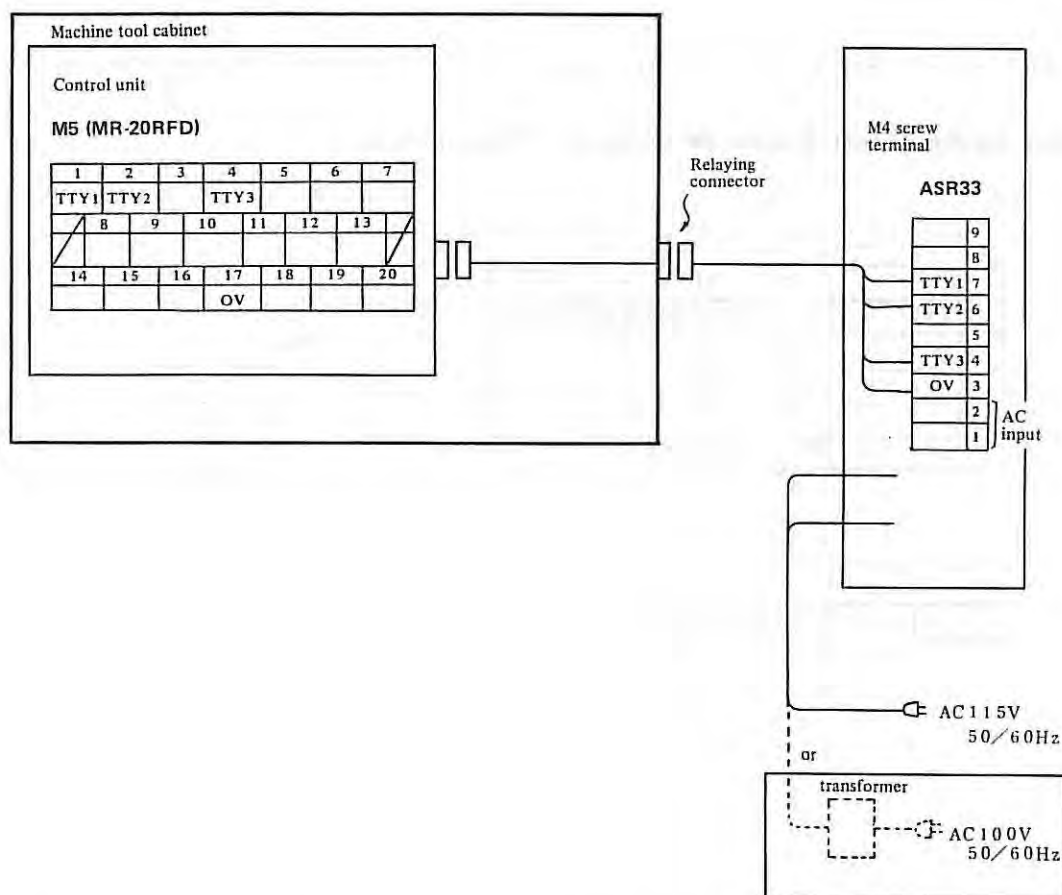 Machine tool cabinet
Control unit
M5 (MR-20RFD)
1 2 3 4 5 6 7
TTY1 TTY2 TTY3
8 9 10 11 12 13
14 15 16 17 18 19 20
OV
Relaying
connector
M4 screw
terminal
ASR33
9
8
TTY1 7
TTY2 6
5
TTY3 4
OV 3
2
1
AC
input
AC115V
50/60Hz
or
transformer
AC100V
50/60Hz